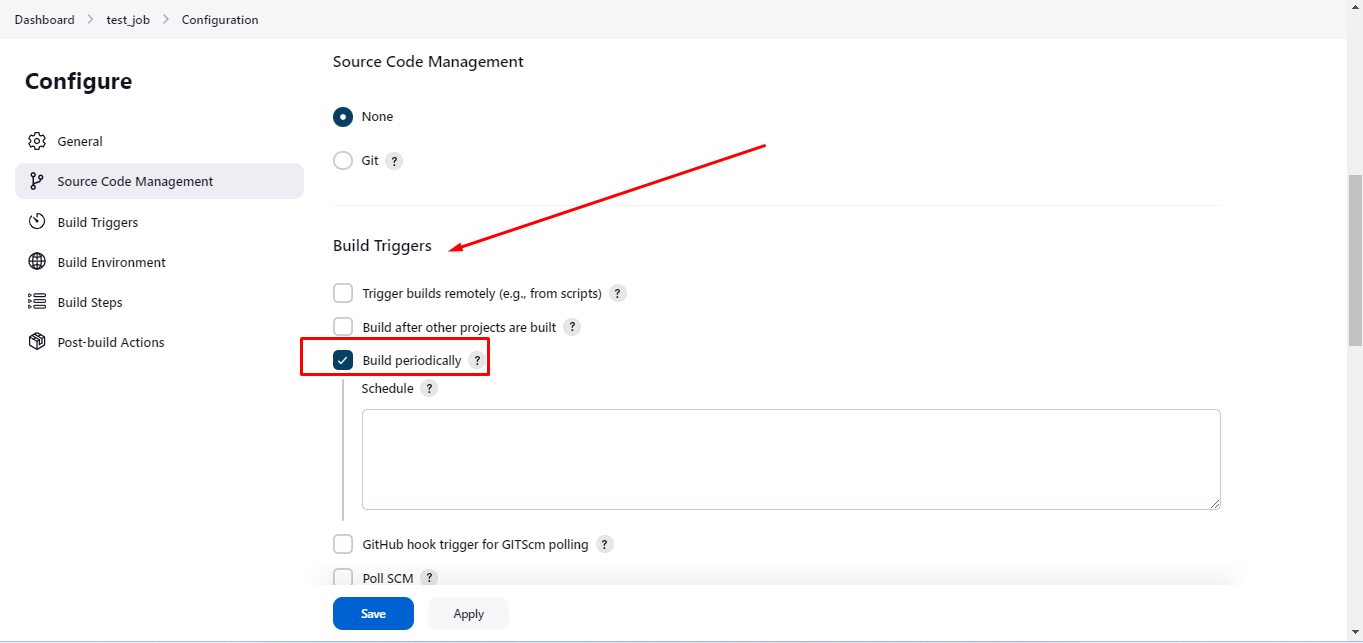 Dashboard > test_job > Configuration
Configure
General
Source Code Management
Build Triggers
Build Environment
Build Steps
Post-build Actions
Source Code Management
None
Git ?
Build Triggers
Trigger builds remotely (e.g., from scripts) ?
Build after other projects are built ?
Build periodically ?
Schedule ?
GitHub hook trigger for GITScm polling ?
Poll SCM ?
Save Apply